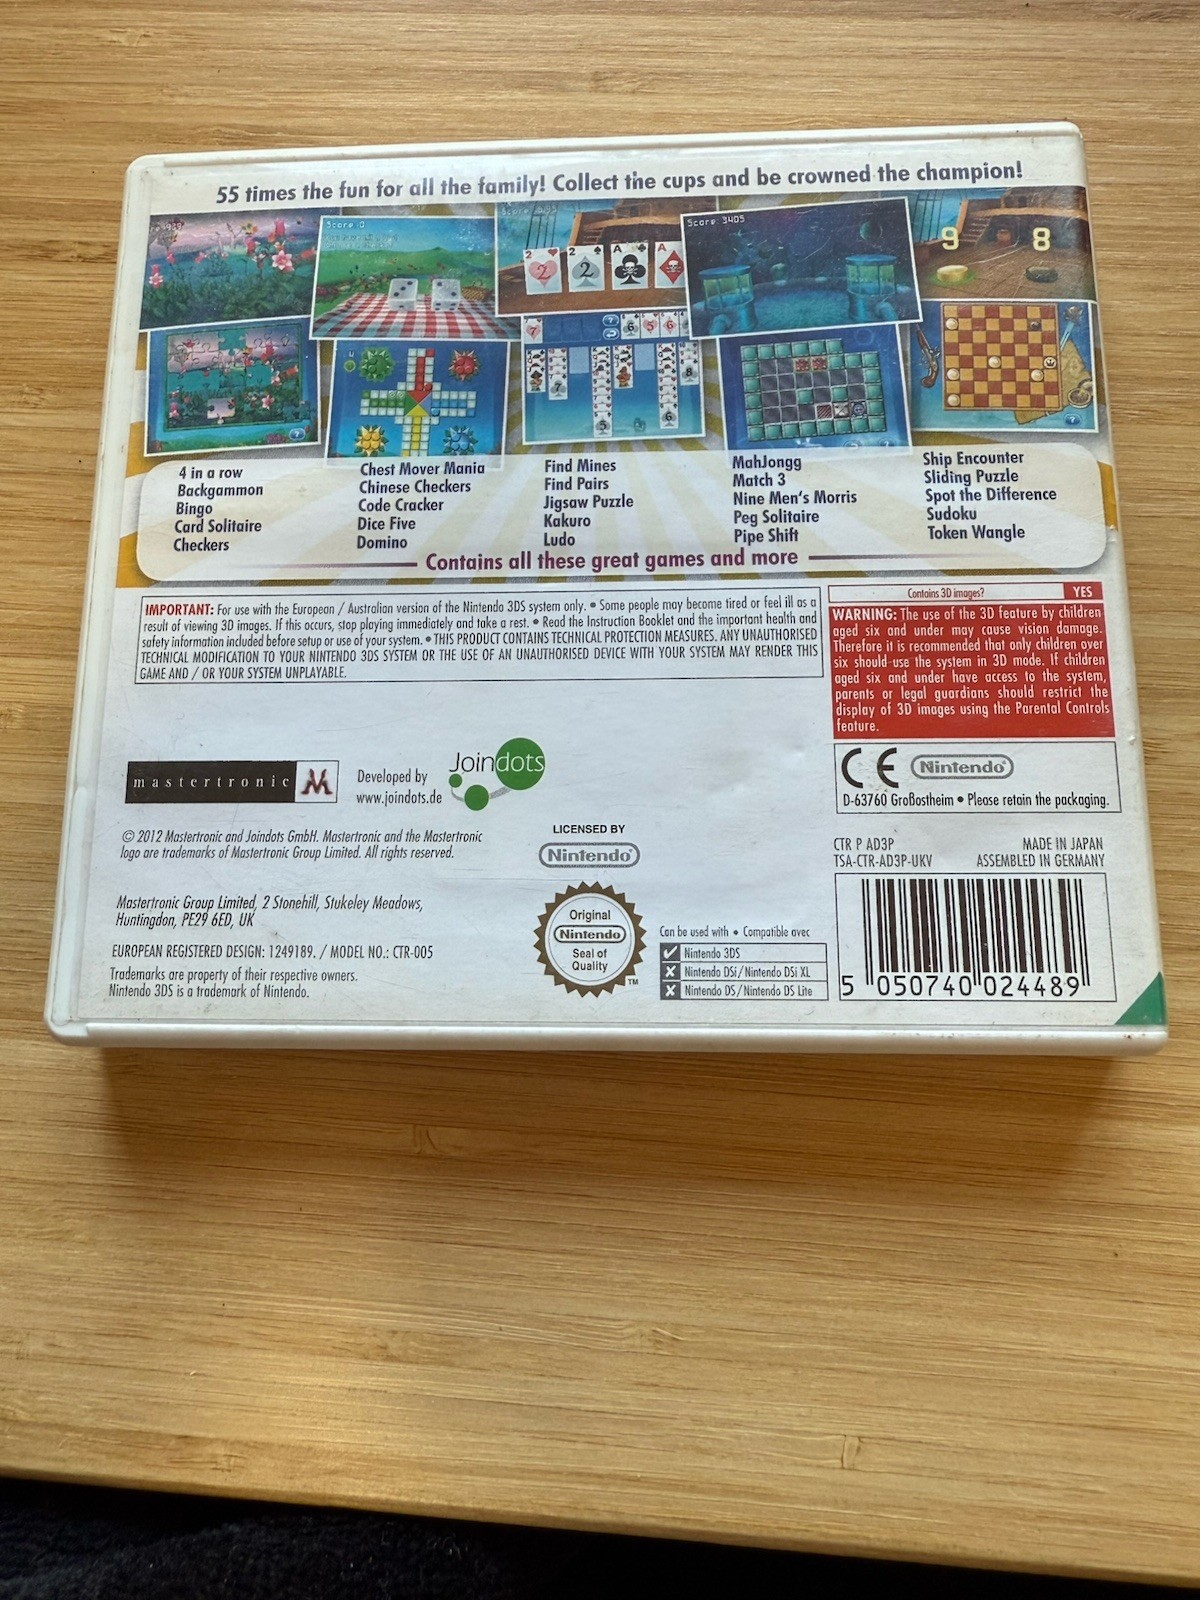 55 times the fun for all the family! Collect the cups and be crowned the champion!
Score: 0
Score: 3405
9 8
4 in a row
Backgammon
Bingo
Card Solitaire
Checkers
Chest Mover Mania
Chinese Checkers
Code Cracker
Dice Five
Domino
Find Mines
Find Pairs
Jigsaw Puzzle
Kakuro
Ludo
MahJongg
Match 3
Nine Men's Morris
Peg Solitaire
Pipe Shift
Ship Encounter
Sliding Puzzle
Spot the Difference
Sudoku
Token Wangle
Contains all these great games and more
IMPORTANT: For use with the European / Australian version of the Nintendo 3DS system only. • Some people may become tired or feel ill as a
result of viewing 3D images. If this occurs, stop playing immediately and take a rest. • Read the Instruction Booklet and the important health and
safety information included before setup or use of your system. • THIS PRODUCT CONTAINS TECHNICAL PROTECTION MEASURES. ANY UNAUTHORISED
TECHNICAL MODIFICATION TO YOUR NINTENDO 3DS SYSTEM OR THE USE OF AN UNAUTHORISED DEVICE WITH YOUR SYSTEM MAY RENDER THIS
GAME AND / OR YOUR SYSTEM UNPLAYABLE.
Contains 3D images? YES
WARNING: The use of the 3D feature by children
aged six and under may cause vision damage.
Therefore it is recommended that only children over
six should use the system in 3D mode. If children
aged six and under have access to the system,
parents or legal guardians should restrict the
display of 3D images using the Parental Controls
feature.
mastertronic M
Developed by
www.joindots.de
Joindots
CE Nintendo
D-63760 Großostheim • Please retain the packaging.
© 2012 Mastertronic and Joindots GmbH. Mastertronic and the Mastertronic
logo are trademarks of Mastertronic Group Limited. All rights reserved.
LICENSED BY
Nintendo
CTR P AD3P
TSA-CTR-AD3P-UKV
MADE IN JAPAN
ASSEMBLED IN GERMANY
Mastertronic Group Limited, 2 Stonehill, Stukeley Meadows,
Huntingdon, PE29 6ED, UK
EUROPEAN REGISTERED DESIGN: 1249189. / MODEL NO.: CTR-005
Trademarks are property of their respective owners.
Nintendo 3DS is a trademark of Nintendo.
Original
Nintendo
Seal of
Quality
TM
Can be used with • Compatible avec
Nintendo 3DS
Nintendo DSi/Nintendo DSi XL
Nintendo DS/Nintendo DS Lite
5 050740 024489